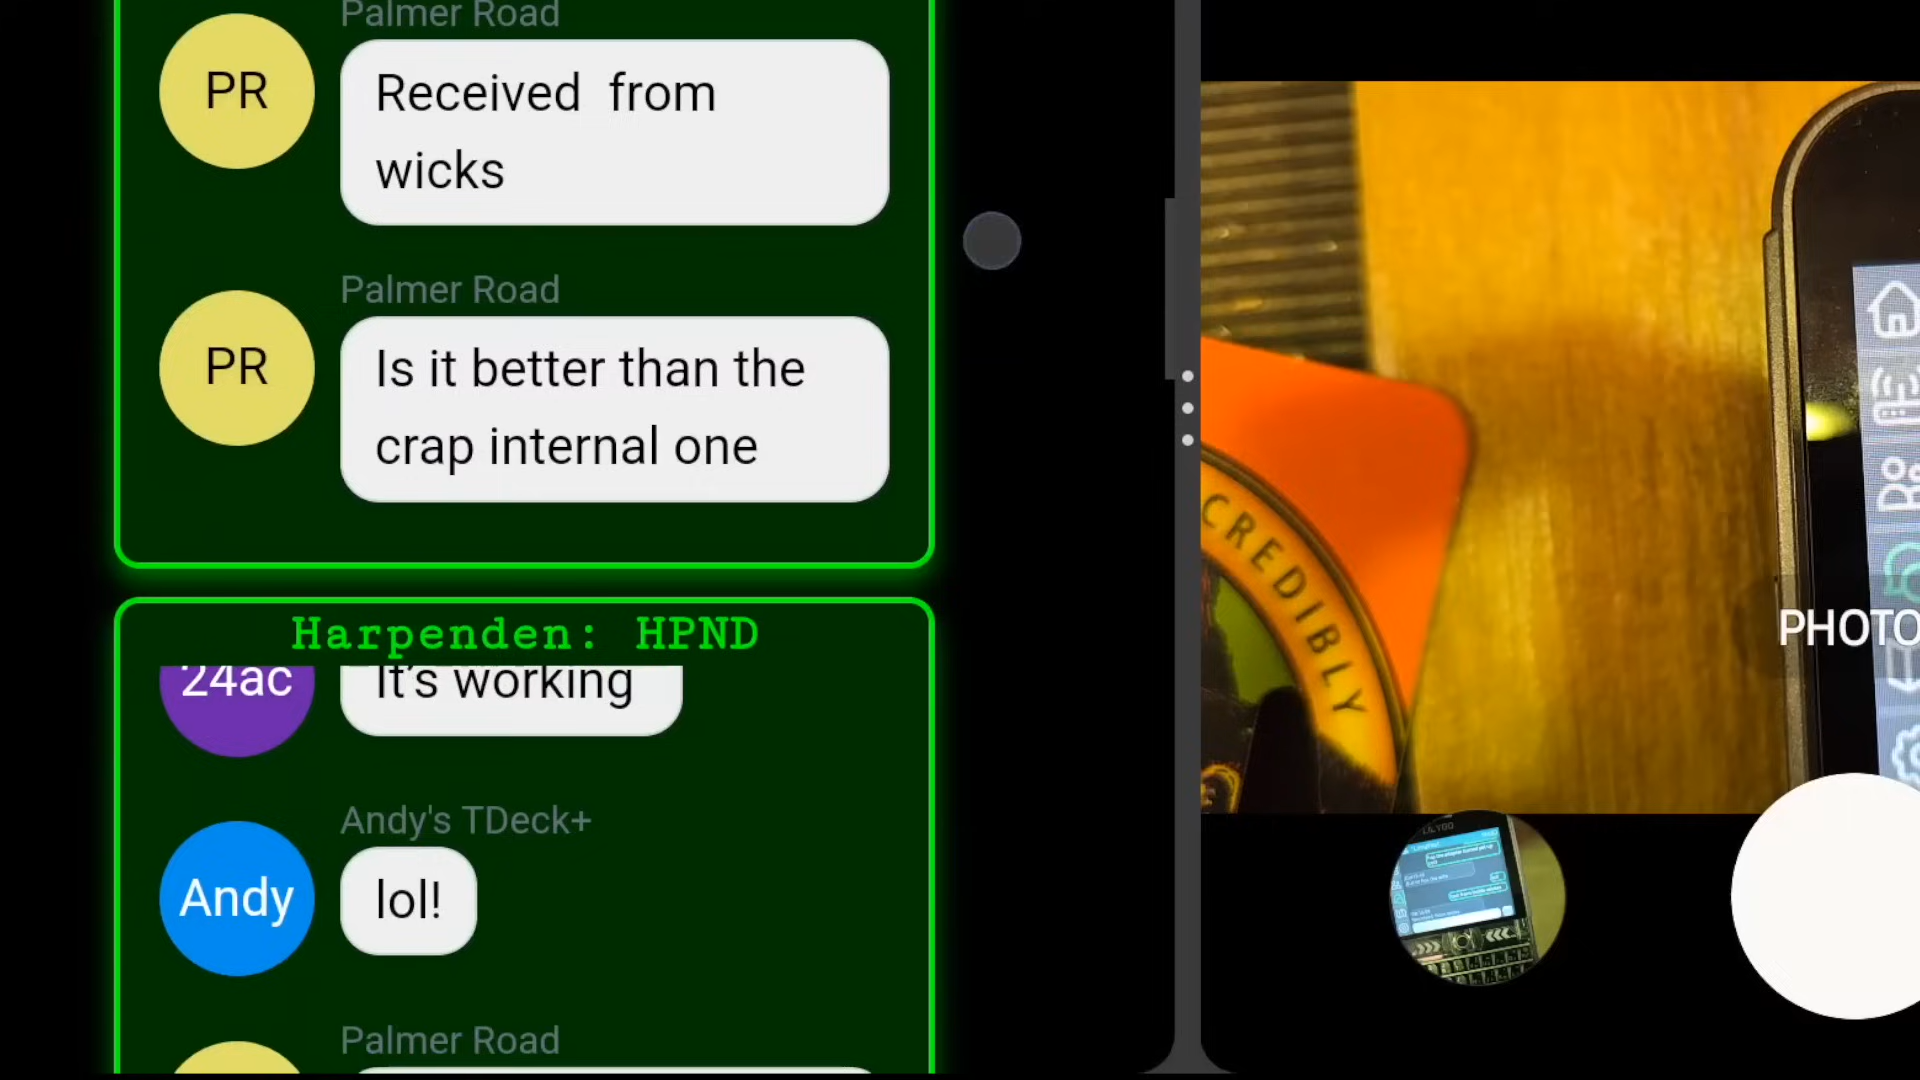 Palmer Road
PR
Received  from
wicks
Palmer Road
PR
Is it better than the
crap internal one
Harpenden: HPND
24ac
It's working
Andy's TDeck+
Andy
lol!
Palmer Road
CREDIBLY
PHOTO
LILYGO